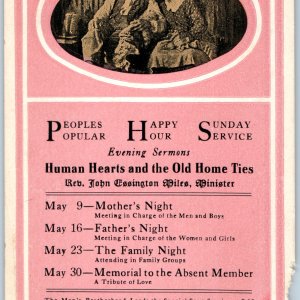 PEOPLES HAPPY SUNDAY
POPULAR HOUR SERVICE
Evening Sermons
Human Hearts and the Old Home Ties
Rev. John Essington Miles, Minister
May 9—Mother's Night
Meeting in Charge of the Men and Boys
May 16—Father's Night
Meeting in Charge of the Women and Girls
May 23—The Family Night
Attending in Family Groups
May 30—Memorial to the Absent Member
A Tribute of Love